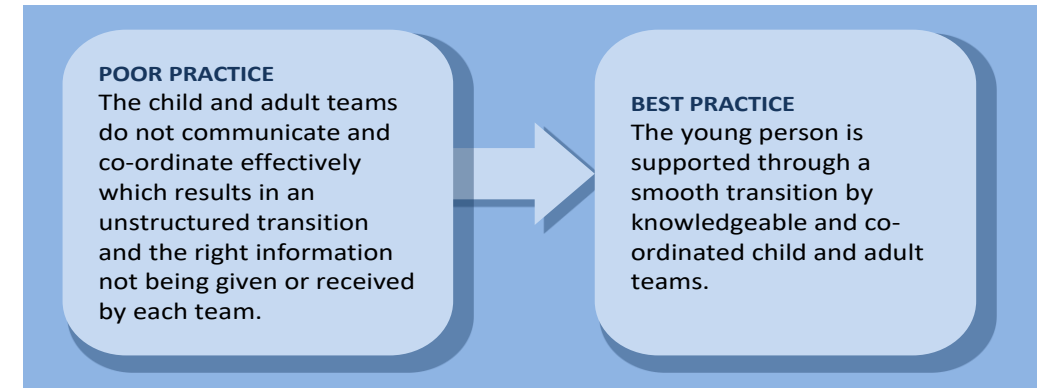 POOR PRACTICE
The child and adult teams
do not communicate and
co-ordinate effectively
which results in an
unstructured transition
and the right information
not being given or received
by each team.
BEST PRACTICE
The young person is
supported through a
smooth transition by
knowledgeable and co-
ordinated child and adult
teams.